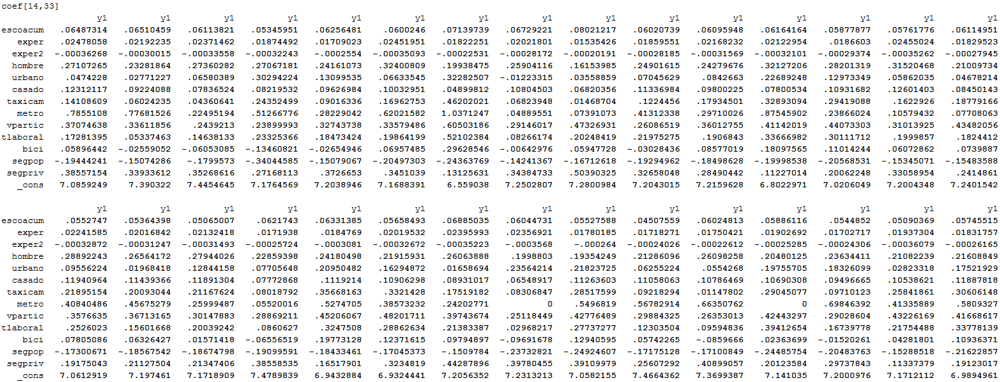 coef[14,33]
y1 y1 y1 y1 y1 y1 y1 y1 y1 y1 y1 y1 y1 y1 y1
escoacum .06487314 .06510459 .06113821 .05345951 .06256481 .0600246 .07139739 .06729221 .08021217 .06020739 .06095948 .06164164 .05877877 .05761776 .06114951
exper .02478058 .02192235 .02371462 .01874492 .01709023 .02451951 .01822251 .02021801 .01535426 .01859551 .02168232 .02122954 .0186603 .02455024 .01829523
exper2 -.00036268 -.00030015 -.00033558 -.00032243 -.0002554 -.00035093 -.00022531 -.00028172 -.00020191 -.00028185 -.00031569 -.00032101 -.00029374 -.00035262 -.00027945
hombre .27107265 .23281864 .27360282 .27067181 .24161073 .32400809 .19938475 .25904116 .16153985 .24901615 .24279676 .32127206 .28201319 .31520468 .21009734
urbano .0474228 .02771227 .06580389 .30294224 .13099535 .06633545 .32282507 -.01223315 .03558859 .07045629 .0842663 .22689248 .12973349 .05862035 .04678214
casado .12312117 .09224088 .07836524 .08219532 .09626984 .10032951 .04899812 .10804503 .06820356 .11336984 .09800225 .07800534 .10931682 .12601403 .08450143
taxicam .14108609 .06024235 .04360641 .24352499 .09016336 .16962753 .46202021 .06823948 .01468704 .1224456 .17934501 .32893094 .29419088 .1622926 .18779166
metro .7855108 .77681526 .22495194 .51266776 .28229042 .62021582 1.0371247 .04889551 .07391073 .41312338 .29710026 .87545902 .23866024 .10579432 .07708063
vpartic .37074638 .33611856 .2439213 .23899993 .32743938 .33579486 .60503186 .29146017 .47326931 .26086519 .36012755 .41142019 .44073303 .31013925 .43482056
tlaboral .17281395 .05337463 .14638133 .23325366 .18473424 .19864199 .52102384 .08266174 .20248419 .21975275 .1906843 .33666982 .30111712 .1999857 .1824412
bici .05896442 -.02559052 -.06053085 -.13460821 -.02654946 .06957485 .29628546 -.00642976 .05947728 -.03028436 .08577019 .18097565 .11014244 .06072862 .0739887
segpop -.19444241 -.15074286 -.1799573 -.34044585 -.15079067 -.20497303 -.24363769 -.14241367 -.16712618 -.19294962 -.18498628 -.19998538 -.20568531 -.15345071 -.15483588
segpriv .38557154 .33933612 .35268616 .27168113 .3726653 .3451039 .13125631 .34384733 .50390325 .32658048 .28490442 .11227014 .20062248 .33058954 .2414861
_cons 7.0859249 7.390322 7.4454645 7.1764569 7.2038946 7.1688391 6.559038 7.2502807 7.2800984 7.2043015 7.2159628 6.8022971 7.0206049 7.2004348 7.2401542
y1 y1 y1 y1 y1 y1 y1 y1 y1 y1 y1 y1 y1 y1 y1
escoacum .0552747 .05364398 .05065007 .0621743 .06331385 .05658493 .06885035 .06044731 .05527588 .04507559 .06024813 .05886116 .0544852 .05090369 .05745515
exper .02241585 .02016842 .02132418 .0171938 .0184769 .02019532 .02395993 .02356921 .01780185 .01718271 .01750421 .01902692 .01702717 .01937304 .01831757
exper2 -.00032872 -.00031247 -.00031493 -.00025724 -.0003081 -.00032672 -.00035223 -.0003568 -.000264 -.00024026 -.00022612 -.00025285 -.00024306 -.00036079 -.00026165
hombre .28892243 .26564172 .27944026 .22859398 .24180498 .21915931 .26063888 .1998803 .19354249 .21286096 .26098258 .20480125 .23634411 .21082239 .21608849
urbano .09556224 .01968418 .12844158 .07705648 .20950482 .16294872 .01658694 .23564214 .21823725 .06255224 .0554268 .19755705 .18326099 .02823318 .17521929
casado .11940964 .11439366 .11891304 .07772868 .1119214 .10906298 .08931017 .06548917 .11263603 .11058063 .10786469 .10690308 .09496665 .10538621 .11887818
taxicam .21895154 .20093044 .21167624 .08018792 .35668163 .3321428 .17519182 .08306847 .28517599 .09218294 .01147802 .29045077 .09710123 .25841861 .30606148
metro .40840486 .45675279 .25999487 .05520016 .5274705 .38573232 .24202771 0 .5496819 .56782914 .66350762 0 .69846392 .41335889 .5809327
vpartic .3576635 .36713165 .30147883 .28869211 .45206067 .48201711 .39743674 .25118449 .42776489 .29884325 .26353013 .42443297 .29028604 .43226169 .41668617
tlaboral .2526023 .15601668 .20039242 .0860627 .3247508 .28862634 .21383387 .02968217 .27737277 .12303504 .09594836 .39412654 .16739778 .21754488 .33778139
bici .07805086 .06326427 .01571418 -.06556519 .19773128 .12371615 .09794897 -.09691678 .12940595 .05742265 -.0859666 .02363699 -.01520261 .04281801 .10936371
segpop -.17300671 -.18567542 -.18674798 -.19099591 -.18433461 -.17045373 -.1509784 -.23732821 -.24924607 -.17175128 -.17100849 -.24485754 -.20483763 -.15288518 -.21622857
segpriv .19175043 .21127504 .21347406 .38558535 .16517901 .3234819 .44287896 .39780455 .39109979 .25607292 .40899057 .20123584 .29737843 .11337379 .19123017
_cons 7.0612919 7.197461 7.1718909 7.4789839 6.9432884 6.9324441 7.2056352 7.2313213 7.0582155 7.4664362 7.3699387 7.141035 7.2000976 7.1712112 6.9894961